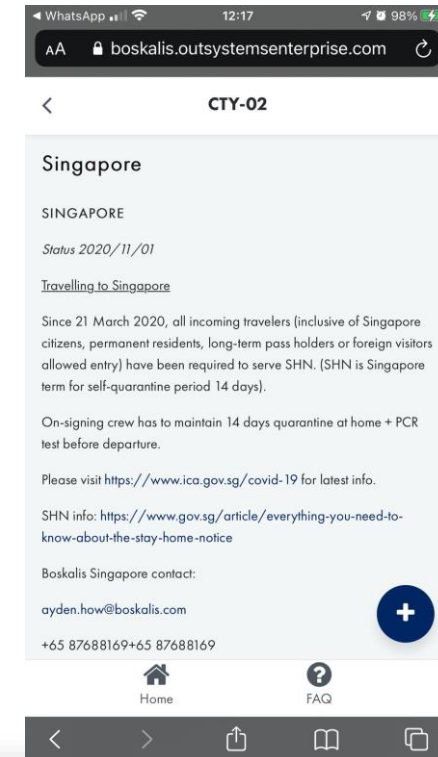 WhatsApp
12:17
98%
AA
boskalis.outsystemsenterprise.com
CTY-02
Singapore
SINGAPORE
Status 2020/11/01
Travelling to Singapore
Since 21 March 2020, all incoming travelers (inclusive of Singapore
citizens, permanent residents, long-term pass holders or foreign visitors
allowed entry) have been required to serve SHN. (SHN is Singapore
term for self-quarantine period 14 days).
On-signing crew has to maintain 14 days quarantine at home + PCR
test before departure.
Please visit https://www.ica.gov.sg/covid-19 for latest info.
SHN info: https://www.gov.sg/article/everything-you-need-to-
know-about-the-stay-home-notice
Boskalis Singapore contact:
ayden.how@boskalis.com
+65 87688169+65 87688169
Home
FAQ